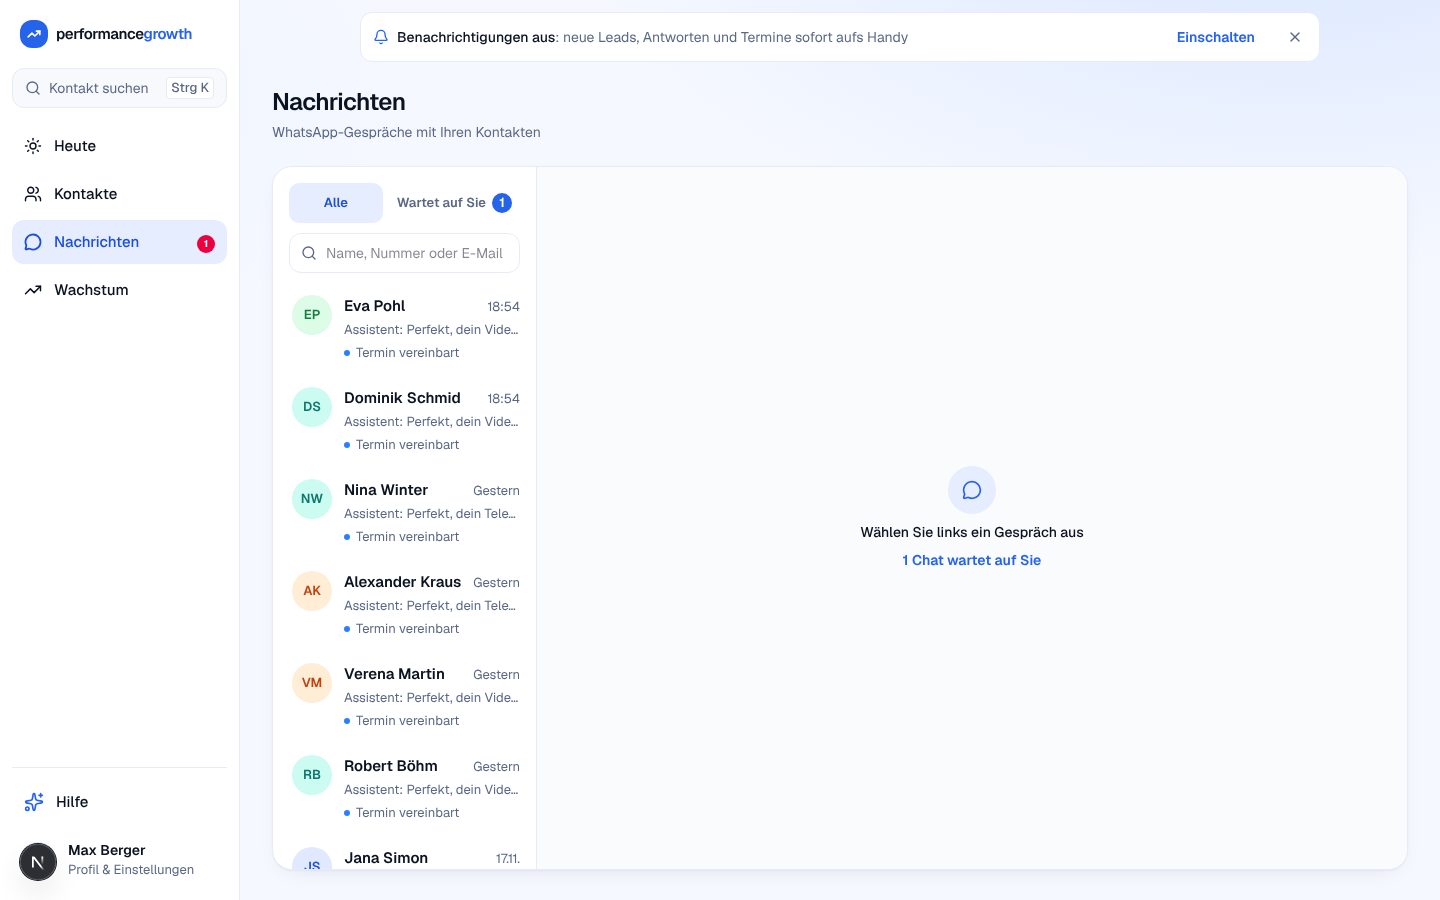 performancegrowth
Kontakt suchen Strg K
Heute
Kontakte
Nachrichten 1
Wachstum
Hilfe
N
Max Berger
Profil & Einstellungen
Benachrichtigungen aus: neue Leads, Antworten und Termine sofort aufs Handy Einschalten
Nachrichten
WhatsApp-Gespräche mit Ihren Kontakten
Alle Wartet auf Sie 1
Name, Nummer oder E-Mail
EP Eva Pohl 18:54
Assistent: Perfekt, dein Vide…
Termin vereinbart
DS Dominik Schmid 18:54
Assistent: Perfekt, dein Vide…
Termin vereinbart
NW Nina Winter Gestern
Assistent: Perfekt, dein Tele…
Termin vereinbart
AK Alexander Kraus Gestern
Assistent: Perfekt, dein Tele…
Termin vereinbart
VM Verena Martin Gestern
Assistent: Perfekt, dein Vide…
Termin vereinbart
RB Robert Böhm Gestern
Assistent: Perfekt, dein Vide…
Termin vereinbart
JS Jana Simon 17.11.
Wählen Sie links ein Gespräch aus
1 Chat wartet auf Sie